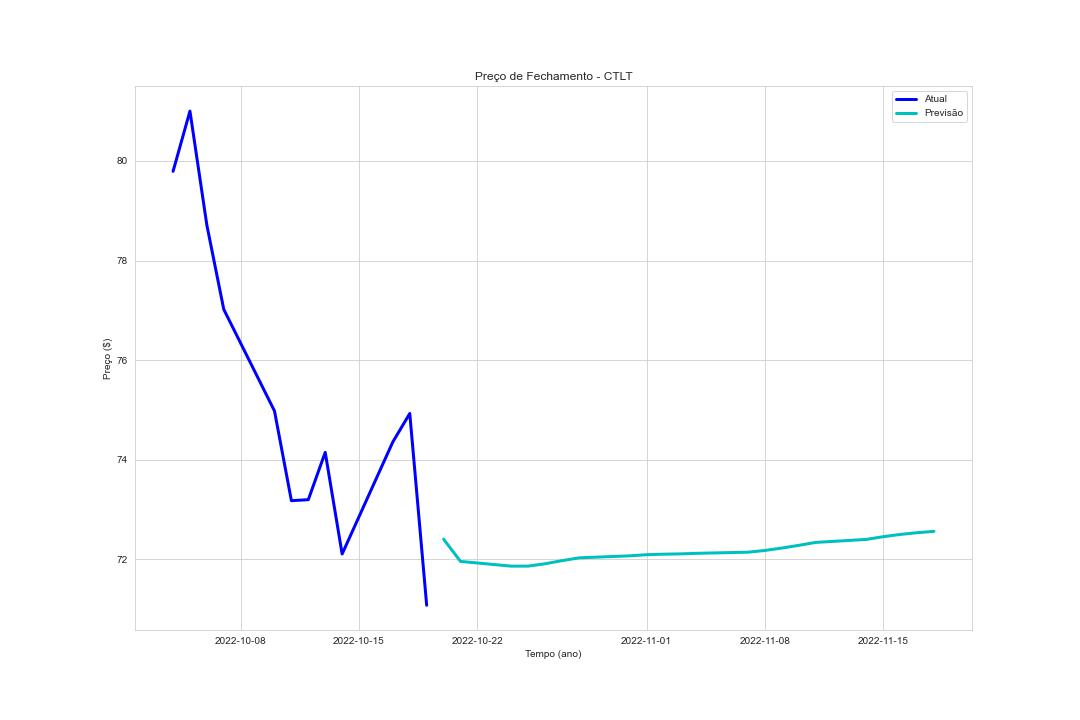 Preço de Fechamento - CTLT
Atual
Previsão
80
78
76
74
72
Preço ($)
2022-10-08
2022-10-15
2022-10-22
2022-11-01
2022-11-08
2022-11-15
Tempo (ano)